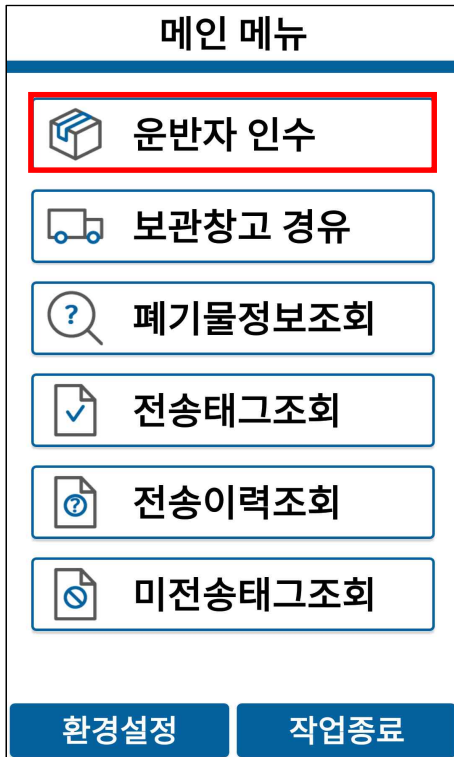 메인 메뉴
운반자 인수
보관창고 경유
?
폐기물정보조회
전송태그조회
?
전송이력조회
미전송태그조회
환경설정
작업종료